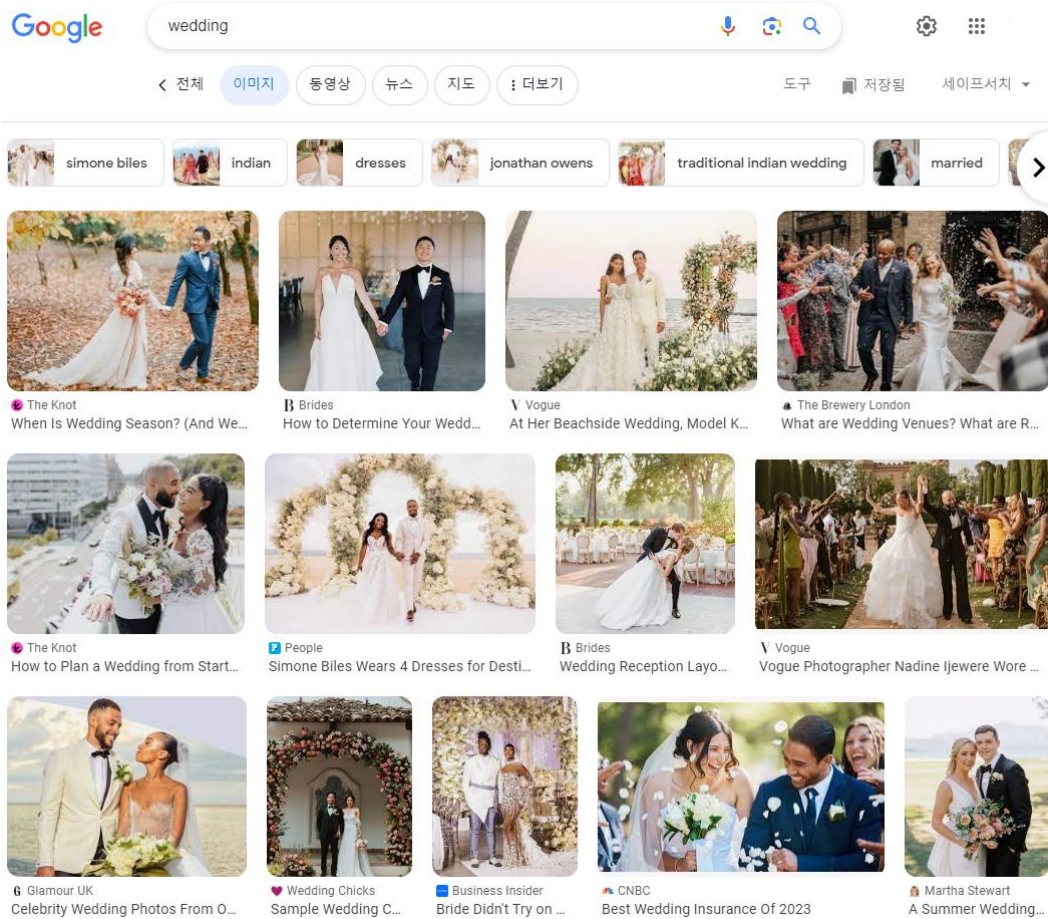 Google
wedding
전체 이미지 동영상 뉴스 지도 더보기 도구 저장됨 세이프서치
simone biles indian dresses jonathan owens traditional indian wedding married
The Knot
When Is Wedding Season? (And We...
B Brides
How to Determine Your Wedd...
V Vogue
At Her Beachside Wedding, Model K...
The Brewery London
What are Wedding Venues? What are R...
The Knot
How to Plan a Wedding from Start...
P People
Simone Biles Wears 4 Dresses for Desti...
B Brides
Wedding Reception Layo...
V Vogue
Vogue Photographer Nadine Ijewere Wore ...
G Glamour UK
Celebrity Wedding Photos From O...
Wedding Chicks
Sample Wedding C...
Business Insider
Bride Didn't Try on ...
CNBC
Best Wedding Insurance Of 2023
Martha Stewart
A Summer Wedding...